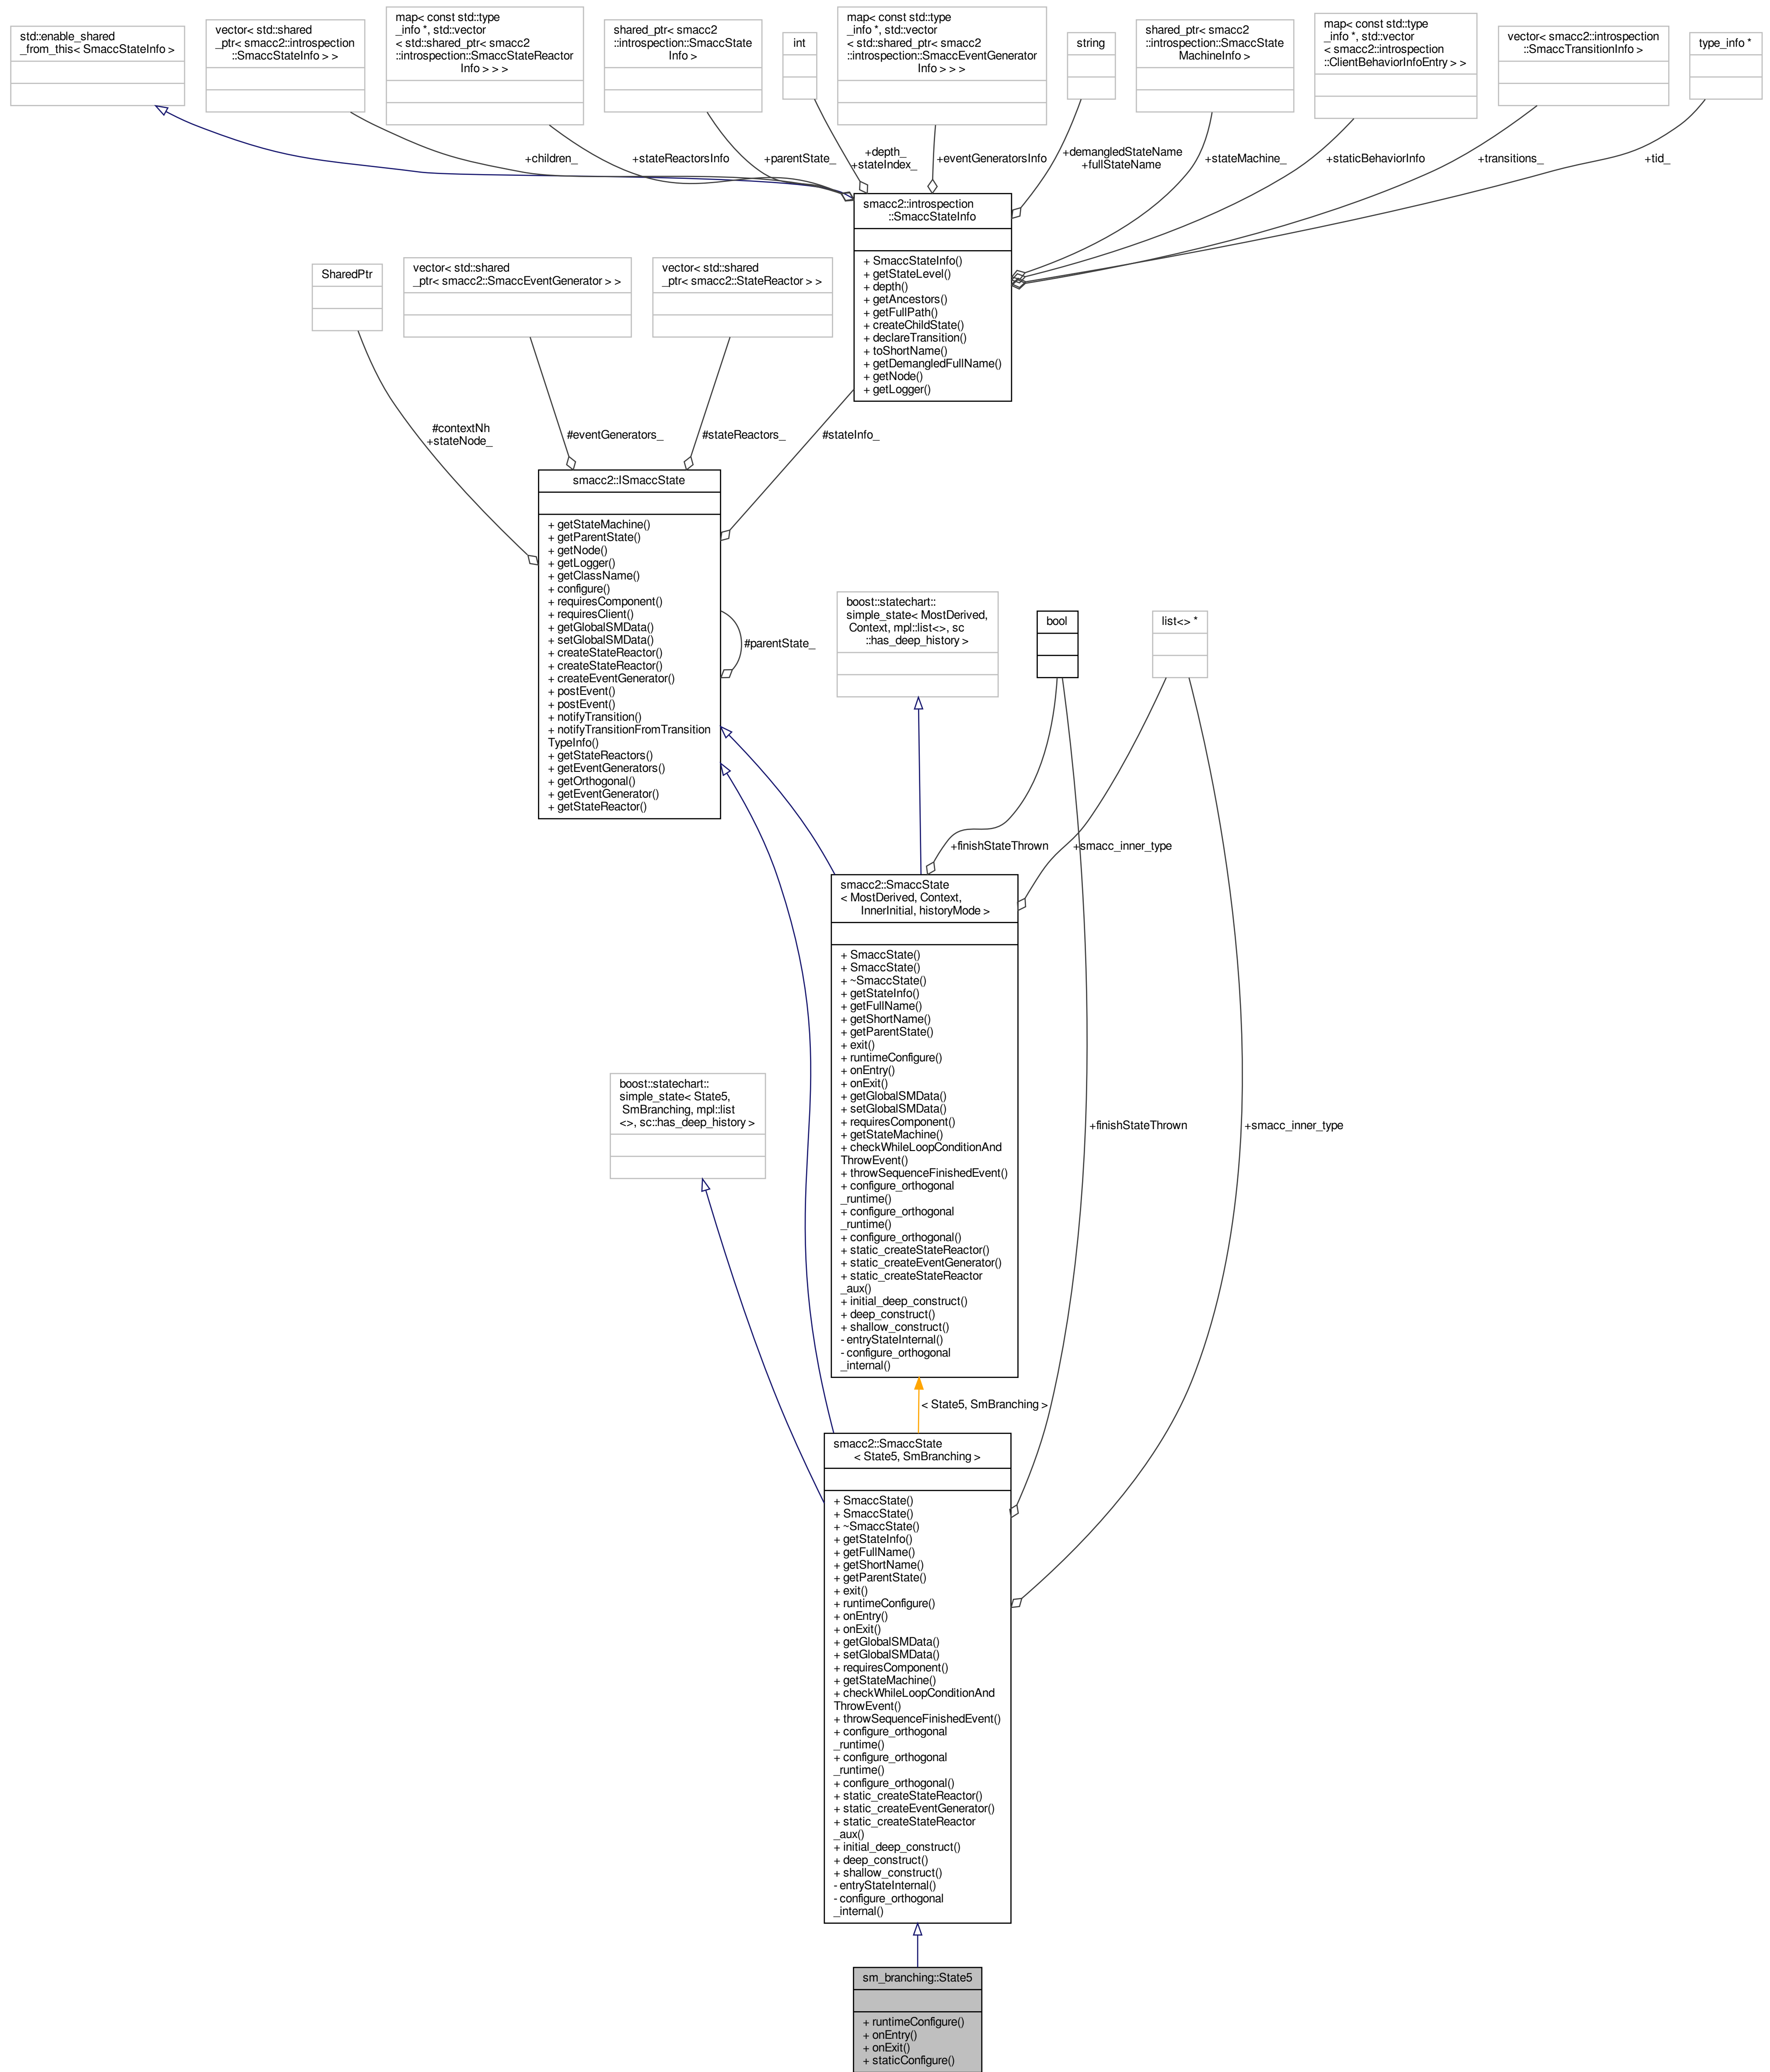 std::enable_shared
_from_this< SmaccStateInfo >
vector< std::shared
_ptr< smacc2::introspection
::SmaccStateInfo > >
map< const std::type
_info *, std::vector
< std::shared_ptr< smacc2
::introspection::SmaccStateReactor
Info > > >
shared_ptr< smacc2
::introspection::SmaccState
Info >
int
map< const std::type
_info *, std::vector
< std::shared_ptr< smacc2
::introspection::SmaccEventGenerator
Info > > >
string
shared_ptr< smacc2
::introspection::SmaccState
MachineInfo >
map< const std::type
_info *, std::vector
< smacc2::introspection
::ClientBehaviorInfoEntry > >
vector< smacc2::introspection
::SmaccTransitionInfo >
type_info *
+children_
+stateReactorsInfo
+parentState_
+depth_
+stateIndex_
+eventGeneratorsInfo
+demangledStateName
+fullStateName
+stateMachine_
+staticBehaviorInfo
+transitions_
+tid_
smacc2::introspection
::SmaccStateInfo
+ SmaccStateInfo()
+ getStateLevel()
+ depth()
+ getAncestors()
+ getFullPath()
+ createChildState()
+ declareTransition()
+ toShortName()
+ getDemangledFullName()
+ getNode()
+ getLogger()
SharedPtr
vector< std::shared
_ptr< smacc2::SmaccEventGenerator > >
vector< std::shared
_ptr< smacc2::StateReactor > >
#contextNh
+stateNode_
#eventGenerators_
#stateReactors_
#stateInfo_
smacc2::ISmaccState
+ getStateMachine()
+ getParentState()
+ getNode()
+ getLogger()
+ getClassName()
+ configure()
+ requiresComponent()
+ requiresClient()
+ getGlobalSMData()
+ setGlobalSMData()
+ createStateReactor()
+ createStateReactor()
+ createEventGenerator()
+ postEvent()
+ postEvent()
+ notifyTransition()
+ notifyTransitionFromTransition
TypeInfo()
+ getStateReactors()
+ getEventGenerators()
+ getOrthogonal()
+ getEventGenerator()
+ getStateReactor()
#parentState_
boost::statechart::
simple_state< MostDerived,
Context, mpl::list<>, sc
::has_deep_history >
bool
list<> *
+finishStateThrown
+smacc_inner_type
smacc2::SmaccState
< MostDerived, Context,
InnerInitial, historyMode >
+ SmaccState()
+ SmaccState()
+ ~SmaccState()
+ getStateInfo()
+ getFullName()
+ getShortName()
+ getParentState()
+ exit()
+ runtimeConfigure()
+ onEntry()
+ onExit()
+ getGlobalSMData()
+ setGlobalSMData()
+ requiresComponent()
+ getStateMachine()
+ checkWhileLoopConditionAnd
ThrowEvent()
+ throwSequenceFinishedEvent()
+ configure_orthogonal
_runtime()
+ configure_orthogonal
_runtime()
+ configure_orthogonal()
+ static_createStateReactor()
+ static_createEventGenerator()
+ static_createStateReactor
_aux()
+ initial_deep_construct()
+ deep_construct()
+ shallow_construct()
- entryStateInternal()
- configure_orthogonal
_internal()
boost::statechart::
simple_state< State5,
SmBranching, mpl::list
<>, sc::has_deep_history >
+finishStateThrown
+smacc_inner_type
< State5, SmBranching >
smacc2::SmaccState
< State5, SmBranching >
+ SmaccState()
+ SmaccState()
+ ~SmaccState()
+ getStateInfo()
+ getFullName()
+ getShortName()
+ getParentState()
+ exit()
+ runtimeConfigure()
+ onEntry()
+ onExit()
+ getGlobalSMData()
+ setGlobalSMData()
+ requiresComponent()
+ getStateMachine()
+ checkWhileLoopConditionAnd
ThrowEvent()
+ throwSequenceFinishedEvent()
+ configure_orthogonal
_runtime()
+ configure_orthogonal
_runtime()
+ configure_orthogonal()
+ static_createStateReactor()
+ static_createEventGenerator()
+ static_createStateReactor
_aux()
+ initial_deep_construct()
+ deep_construct()
+ shallow_construct()
- entryStateInternal()
- configure_orthogonal
_internal()
sm_branching::State5
+ runtimeConfigure()
+ onEntry()
+ onExit()
+ staticConfigure()